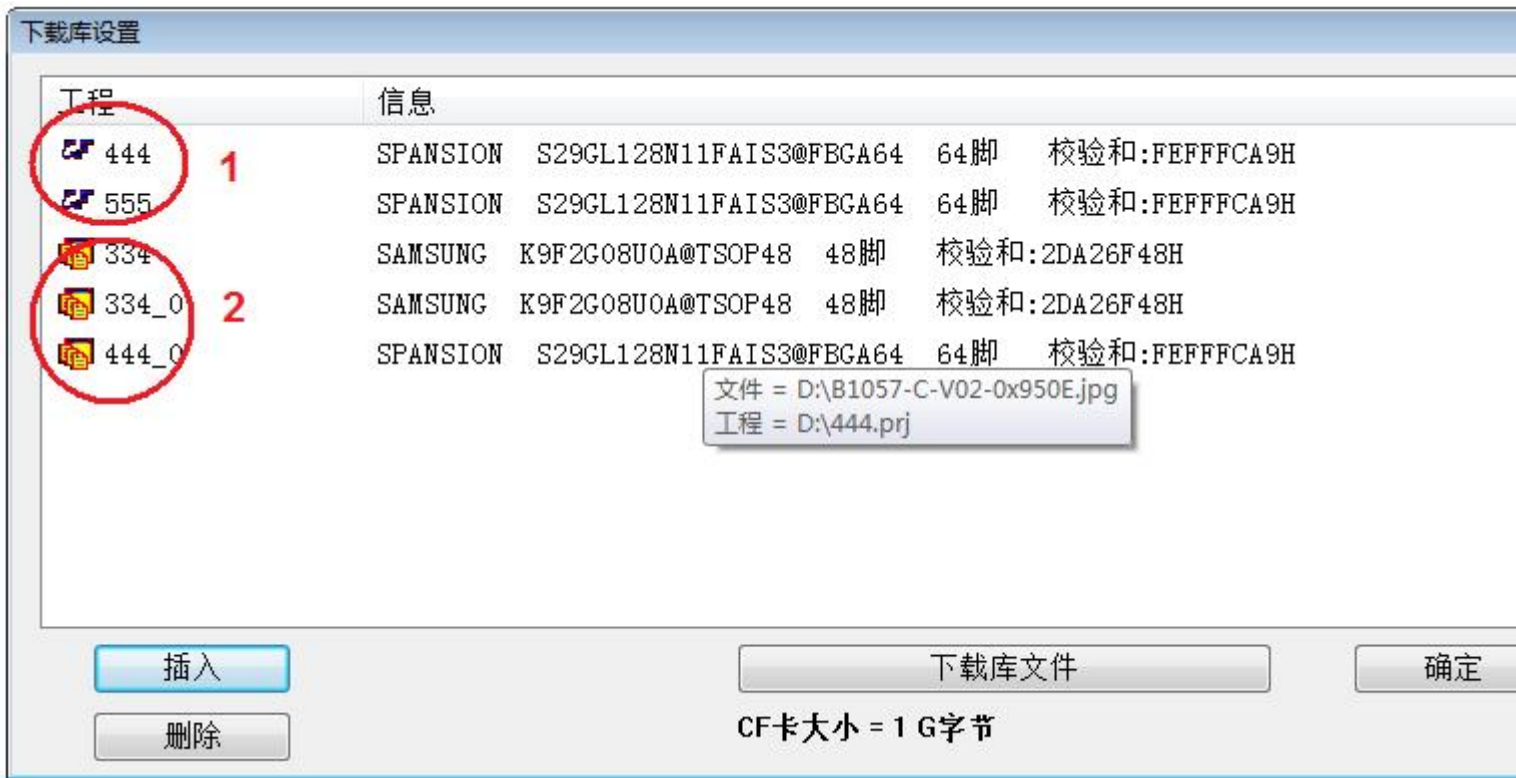 下载库设置
工程 信息
444 SPANSION S29GL128N11FAIS3@FBGA64 64脚 校验和:FEFFFCA9H
1
555 SPANSION S29GL128N11FAIS3@FBGA64 64脚 校验和:FEFFFCA9H
334 SAMSUNG K9F2G08U0A@TSOP48 48脚 校验和:2DA26F48H
334_0 SAMSUNG K9F2G08U0A@TSOP48 48脚 校验和:2DA26F48H
2
444_0 SPANSION S29GL128N11FAIS3@FBGA64 64脚 校验和:FEFFFCA9H
文件 = D:\B1057-C-V02-0x950E.jpg
工程 = D:\444.prj
插入 下载库文件 确定
删除 CF卡大小 = 1 G字节